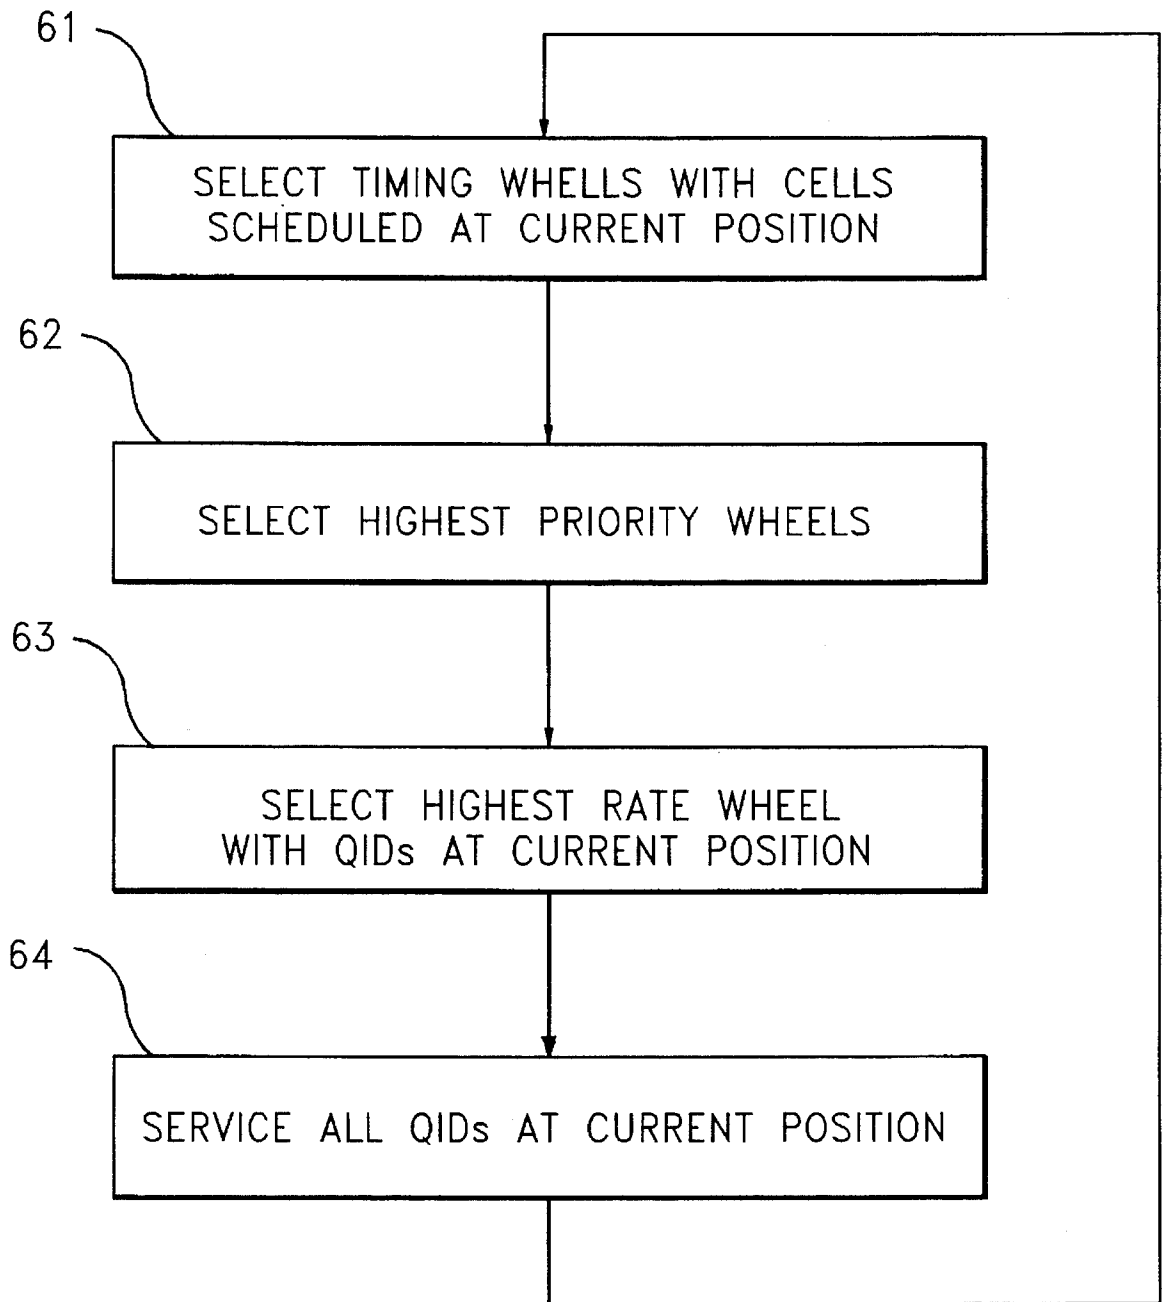 61
SELECT TIMING WHELLS WITH CELLS
SCHEDULED AT CURRENT POSITION
62
SELECT HIGHEST PRIORITY WHEELS
63
SELECT HIGHEST RATE WHEEL
WITH QIDs AT CURRENT POSITION
64
SERVICE ALL QIDs AT CURRENT POSITION